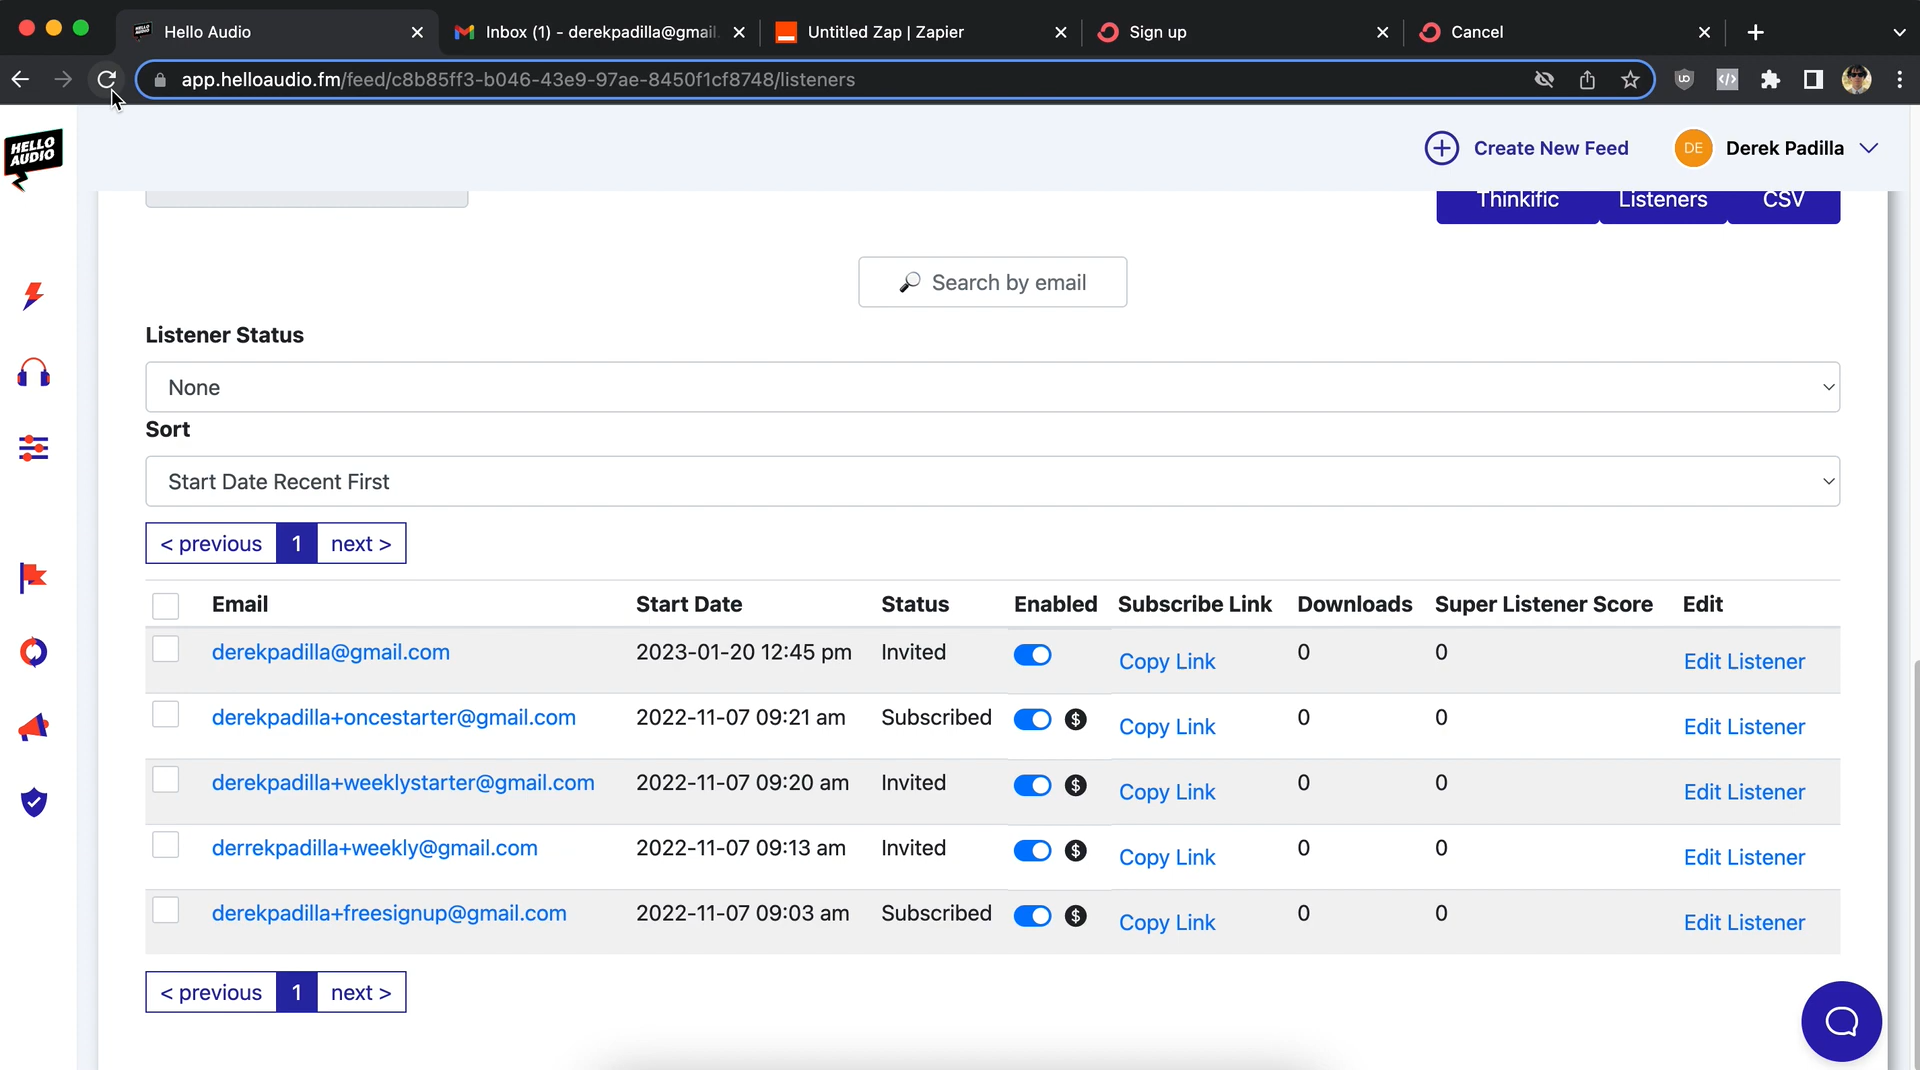 Hello Audio
Inbox (1) - derekpadilla@gmail.
Untitled Zap | Zapier
Sign up
Cancel
app.helloaudio.fm/feed/c8b85ff3-b046-43e9-97ae-8450f1cf8748/listeners
HELLO
AUDIO
Create New Feed
DE
Derek Padilla
Thinkific
Listeners
CSV
Search by email
Listener Status
None
Sort
Start Date Recent First
< previous 1 next >
Email Start Date Status Enabled Subscribe Link Downloads Super Listener Score Edit
derekpadilla@gmail.com 2023-01-20 12:45 pm Invited Copy Link 0 0 Edit Listener
derekpadilla+oncestarter@gmail.com 2022-11-07 09:21 am Subscribed $ Copy Link 0 0 Edit Listener
derekpadilla+weeklystarter@gmail.com 2022-11-07 09:20 am Invited $ Copy Link 0 0 Edit Listener
derrekpadilla+weekly@gmail.com 2022-11-07 09:13 am Invited $ Copy Link 0 0 Edit Listener
derekpadilla+freesignup@gmail.com 2022-11-07 09:03 am Subscribed $ Copy Link 0 0 Edit Listener
< previous 1 next >